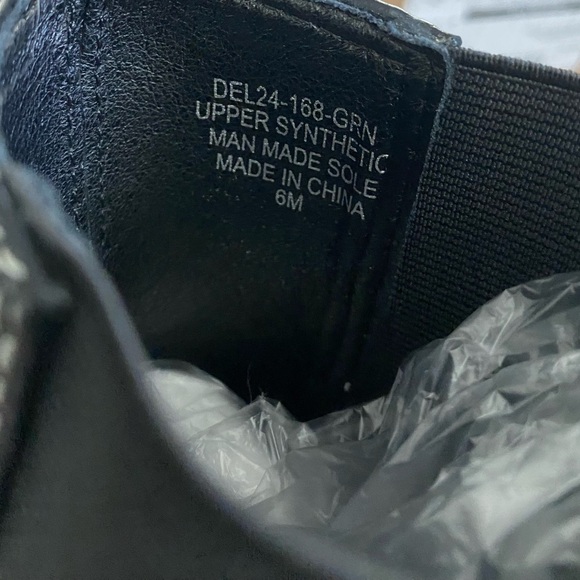 DEL24-168-GRN
UPPER SYNTHETIC
MAN MADE SOLE
MADE IN CHINA
6M